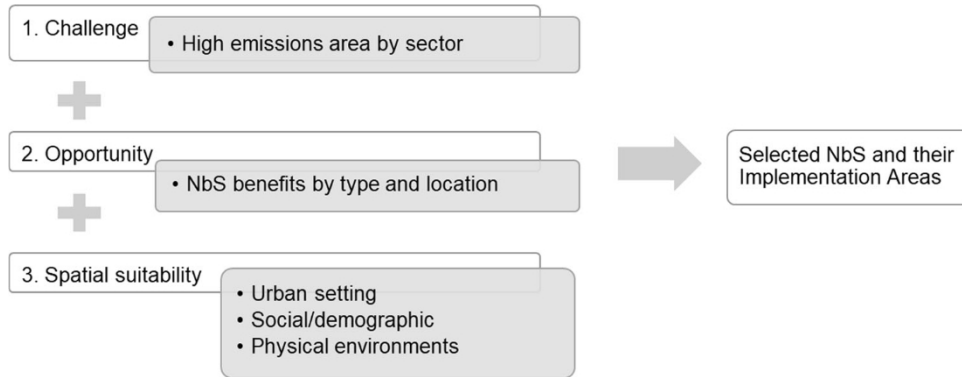 1. Challenge
• High emissions area by sector
2. Opportunity
• NbS benefits by type and location
3. Spatial suitability
• Urban setting
• Social/demographic
• Physical environments
Selected NbS and their
Implementation Areas